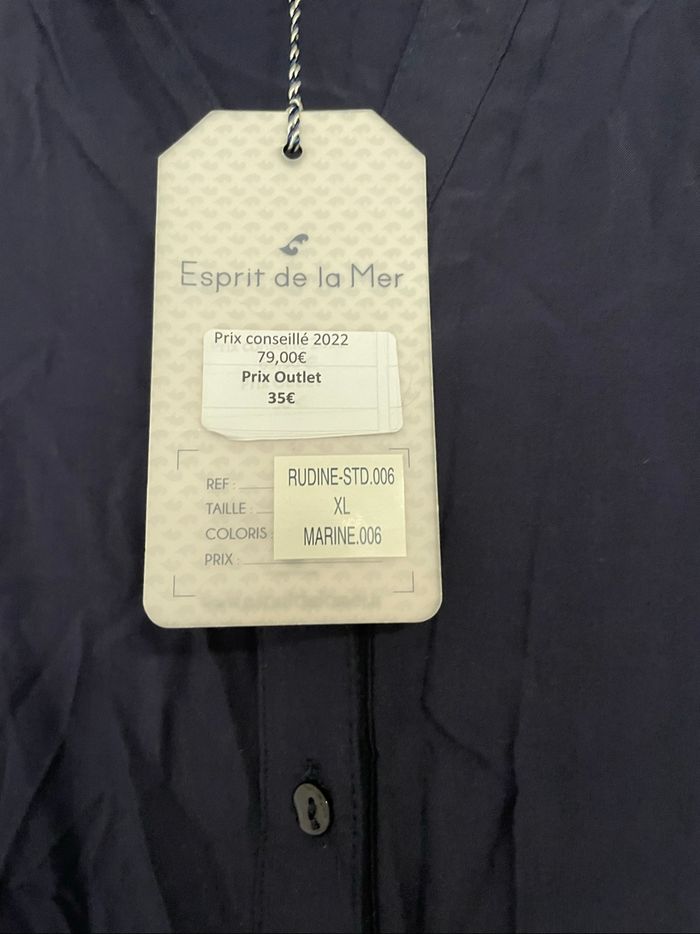 Esprit de la Mer
Prix conseillé 2022
79,00€
Prix Outlet
35€
REF :
RUDINE-STD.006
TAILLE :
XL
COLORIS :
MARINE.006
PRIX :